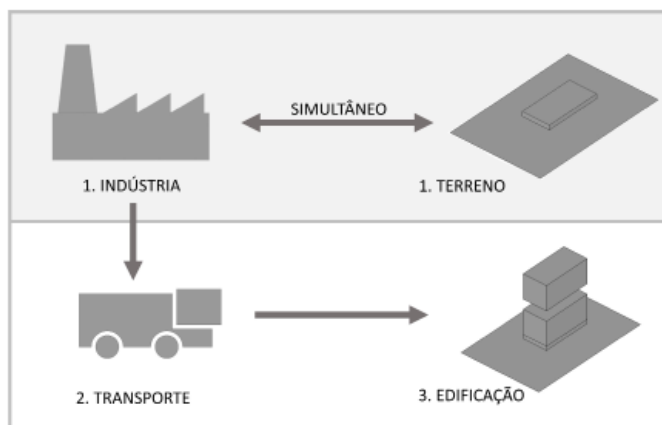 SIMULTÂNEO
1. INDÚSTRIA
1. TERRENO
2. TRANSPORTE
3. EDIFICAÇÃO